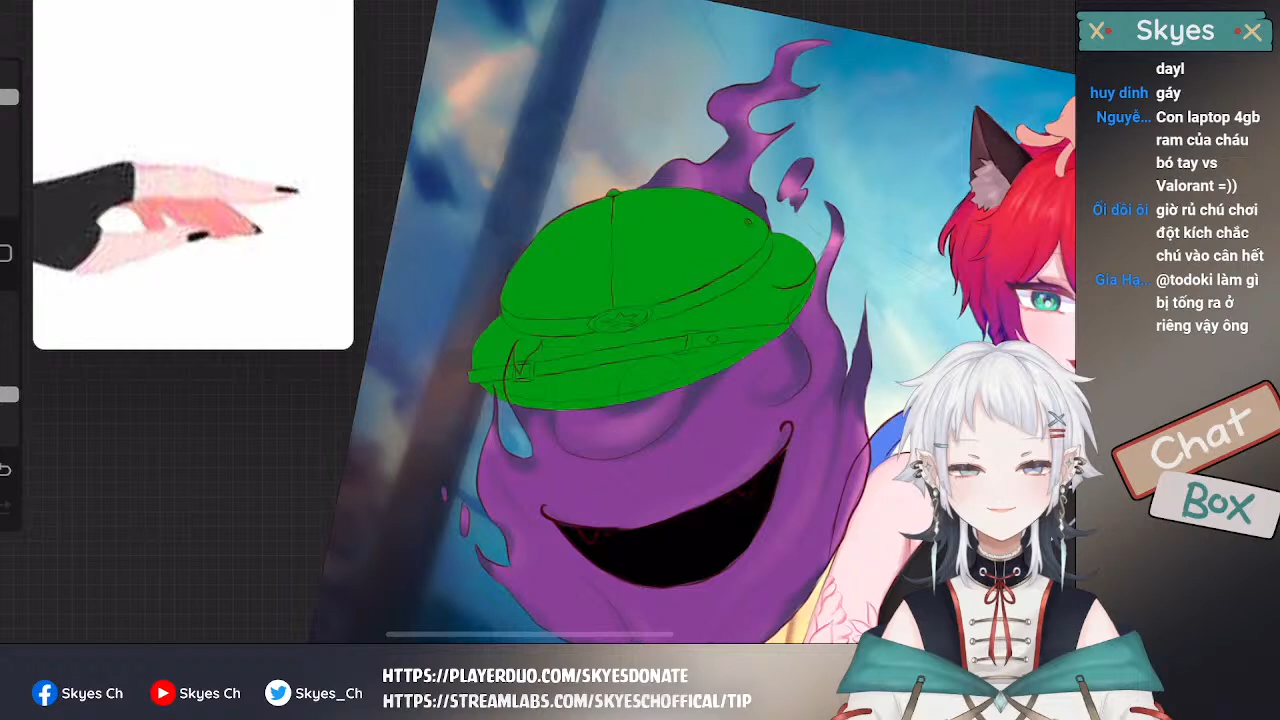 Skyes
dayl
huy dinh gáy
Nguyễ... Con laptop 4gb
ram của cháu
bó tay vs
Valorant =))
Ối dồi ôi giờ rủ chú chơi
đột kích chắc
chú vào cân hết
Gia Hạ... @todoki làm gì
bị tống ra ở
riêng vậy ông
Chat
Box
Skyes Ch
Skyes Ch
Skyes_Ch
HTTPS://PLAYERDUO.COM/SKYESDONATE
HTTPS://STREAMLABS.COM/SKYESCHOFFICAL/TIP